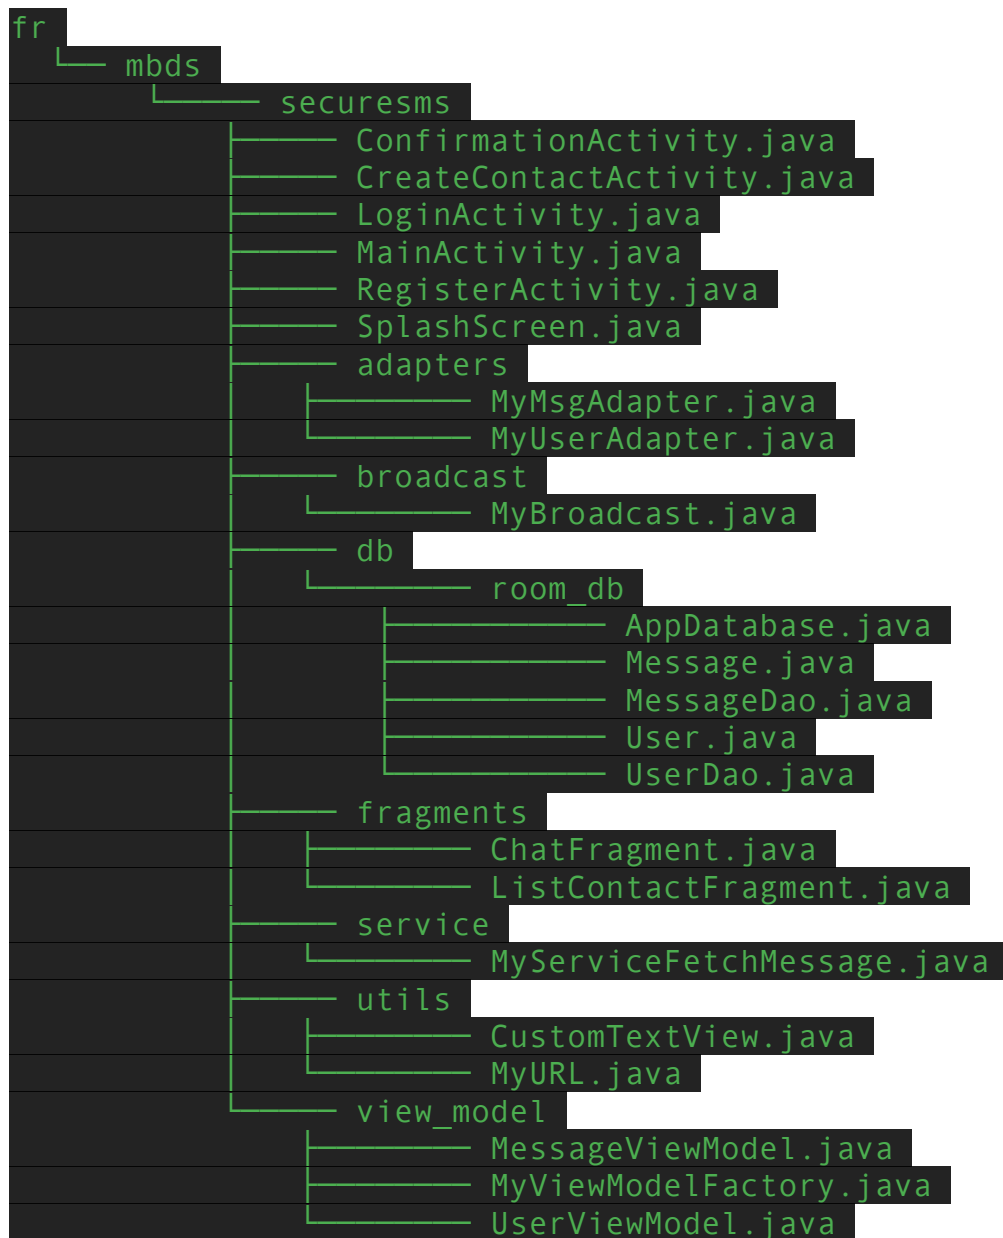 fr
└── mbds
└── securesms
├── ConfirmationActivity.java
├── CreateContactActivity.java
├── LoginActivity.java
├── MainActivity.java
├── RegisterActivity.java
├── SplashScreen.java
├── adapters
│ ├── MyMsgAdapter.java
│ └── MyUserAdapter.java
├── broadcast
│ └── MyBroadcast.java
├── db
│ └── room_db
│ ├── AppDatabase.java
│ ├── Message.java
│ ├── MessageDao.java
│ ├── User.java
│ └── UserDao.java
├── fragments
│ ├── ChatFragment.java
│ └── ListContactFragment.java
├── service
│ └── MyServiceFetchMessage.java
├── utils
│ ├── CustomTextView.java
│ └── MyURL.java
└── view_model
├── MessageViewModel.java
├── MyViewModelFactory.java
└── UserViewModel.java